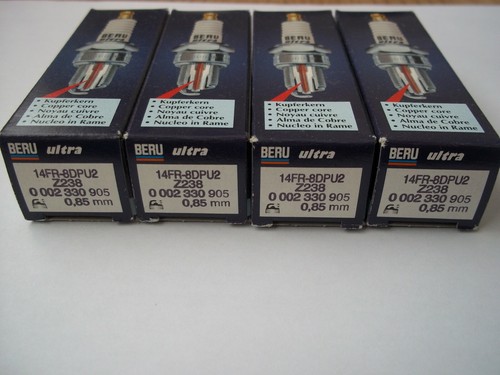 BERU
ultra
• Kupferkern
• Copper core
• Noyau cuivre
• Alma de Cobre
• Nucleo in Rame
BERU ultra
14FR-8DPU2
Z238
0 002 330 905
0,85 mm
BERU
ultra
• Kupferkern
• Copper core
• Noyau cuivre
• Alma de Cobre
• Nucleo in Rame
BERU ultra
14FR-8DPU2
Z238
0 002 330 905
0,85 mm
BERU
ultra
• Kupferkern
• Copper core
• Noyau cuivre
• Alma de Cobre
• Nucleo in Rame
BERU ultra
14FR-8DPU2
Z238
0 002 330 905
0,85 mm
BERU
ultra
• Kupferkern
• Copper core
• Noyau cuivre
• Alma de Cobre
• Nucleo in Rame
BERU ultra
14FR-8DPU2
Z238
0 002 330 905
0,85 mm